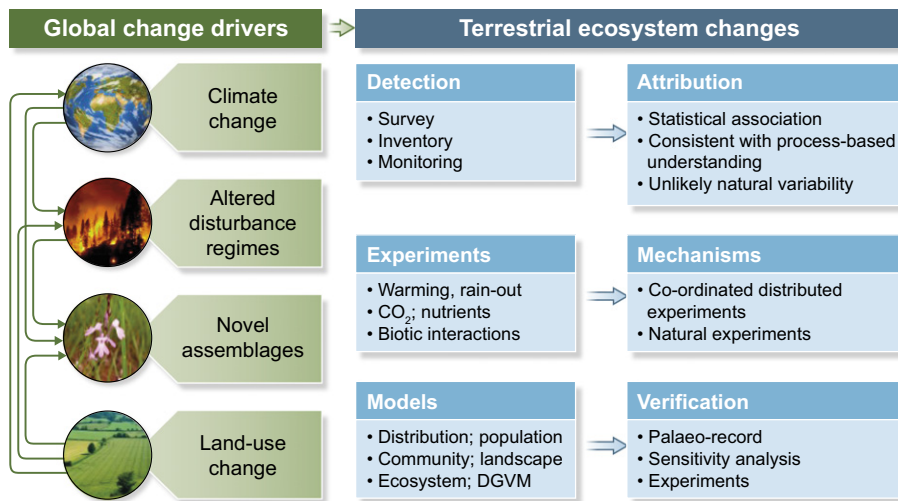 Global change drivers
Terrestrial ecosystem changes
Climate
change
Altered
disturbance
regimes
Novel
assemblages
Land-use
change
Detection
• Survey
• Inventory
• Monitoring
Attribution
• Statistical association
• Consistent with process-based
understanding
• Unlikely natural variability
Experiments
• Warming, rain-out
• CO₂; nutrients
• Biotic interactions
Mechanisms
• Co-ordinated distributed
experiments
• Natural experiments
Models
• Distribution; population
• Community; landscape
• Ecosystem; DGVM
Verification
• Palaeo-record
• Sensitivity analysis
• Experiments